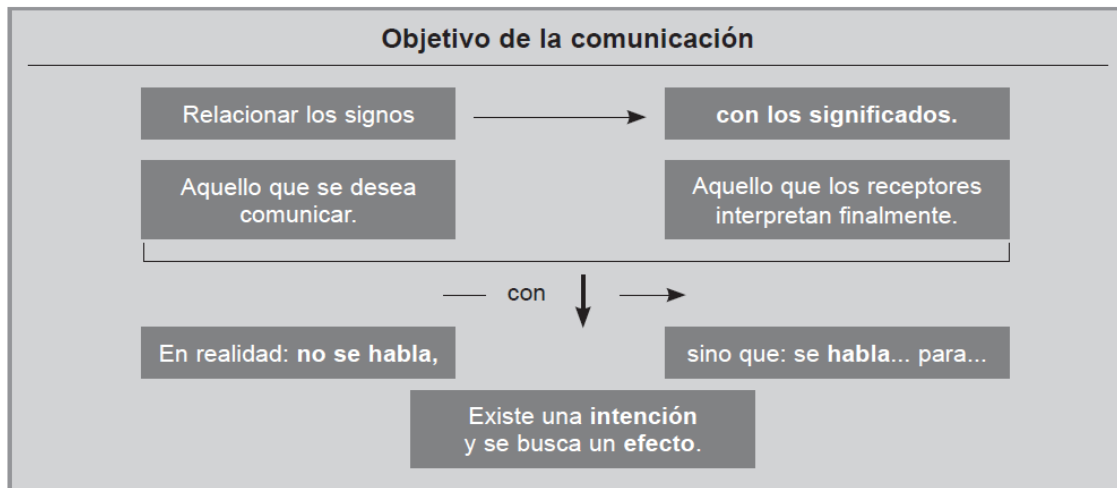 Objetivo de la comunicación
Relacionar los signos
con los significados.
Aquello que se desea
comunicar.
Aquello que los receptores
interpretan finalmente.
con
En realidad: no se habla,
sino que: se habla... para...
Existe una intención
y se busca un efecto.